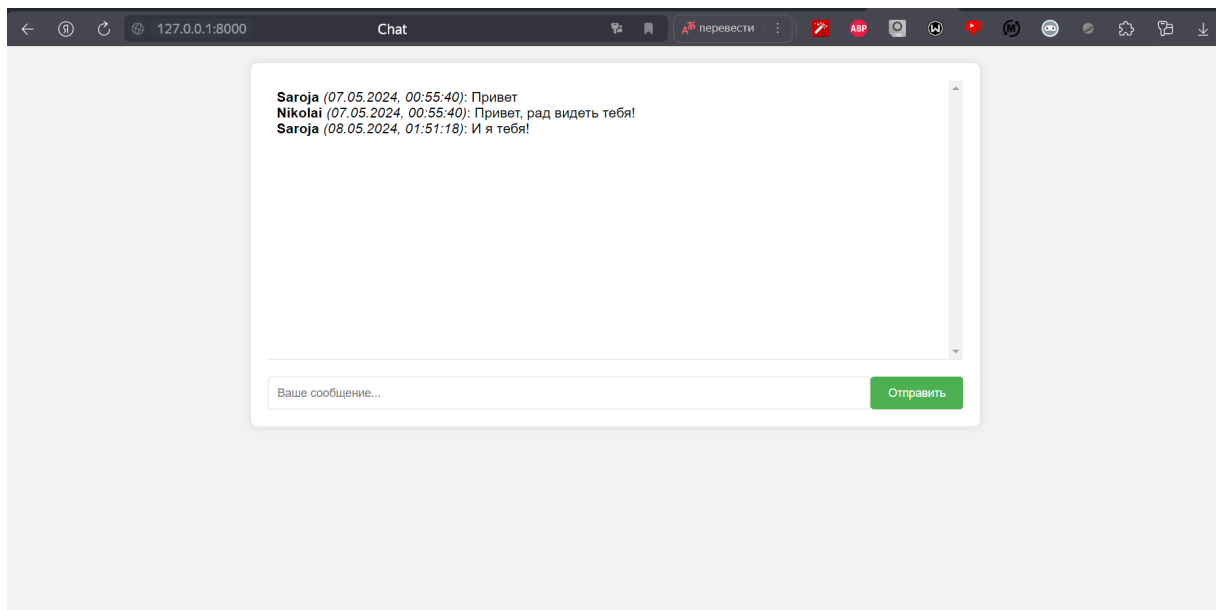 127.0.0.1:8000 Chat перевести ABP
Saroja (07.05.2024, 00:55:40): Привет
Nikolai (07.05.2024, 00:55:40): Привет, рад видеть тебя!
Saroja (08.05.2024, 01:51:18): И я тебя!
Ваше сообщение... Отправить